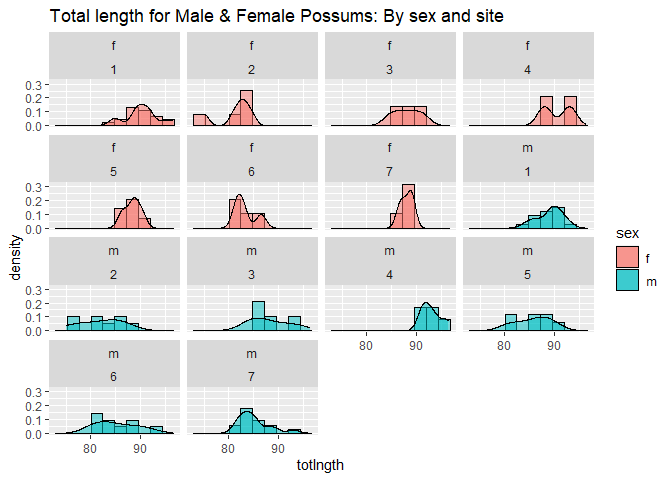 Total length for Male & Female Possums: By sex and site
f f f f
1 2 3 4
0.3
0.2
0.1
0.0
f f f m
5 6 7 1
0.3
0.2
0.1
0.0
m m m m
2 3 4 5
0.3
0.2
0.1
0.0
80 90 80 90
m m
6 7
0.3
0.2
0.1
0.0
80 90 80 90
totlngth
density
sex
f
m